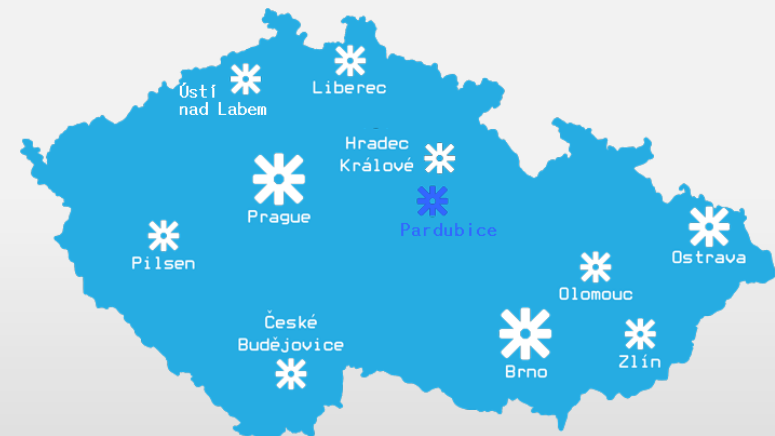 Liberec
Ústí
nad Labem
Hradec
Králové
Prague
Pardubice
Pilsen
Ostrava
Olomouc
České
Budějovice
Zlín
Brno